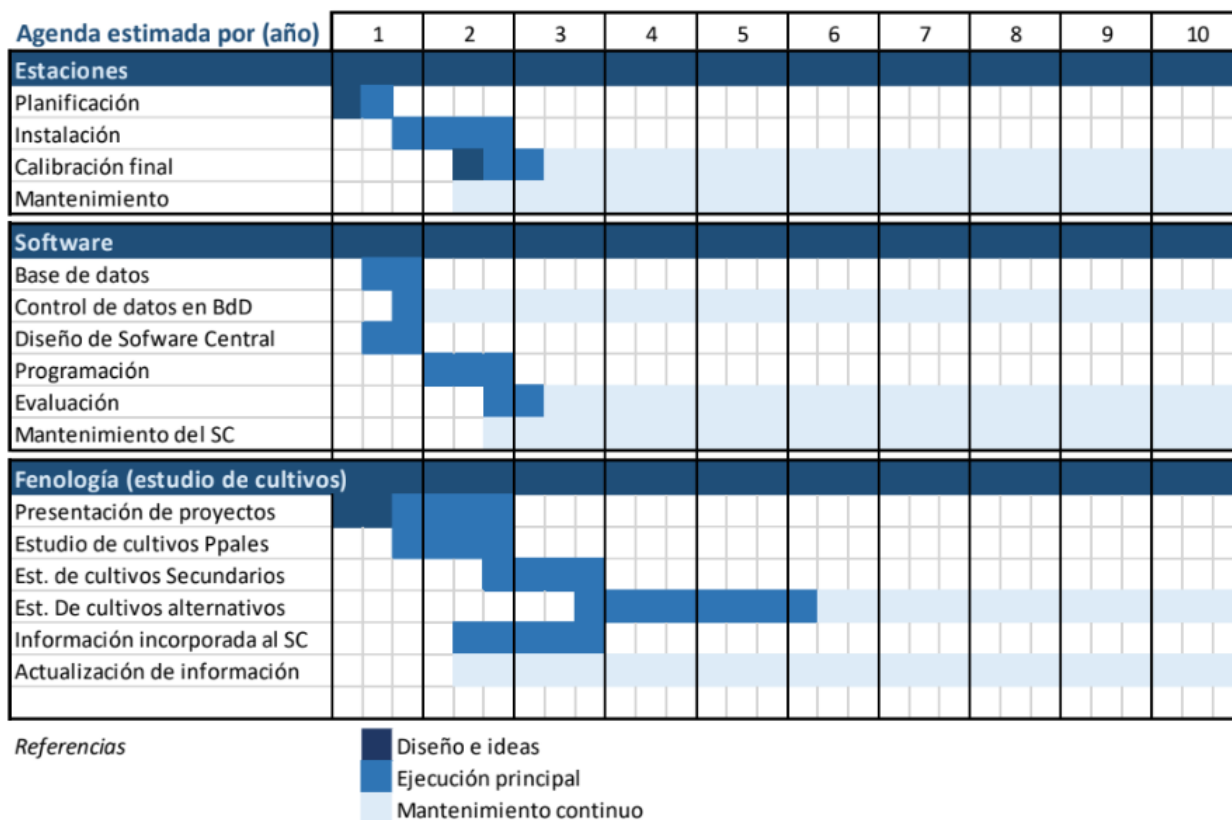 Agenda estimada por (año) 1 2 3 4 5 6 7 8 9 10
Estaciones
Planificación
Instalación
Calibración final
Mantenimiento
Software
Base de datos
Control de datos en BdD
Diseño de Sofware Central
Programación
Evaluación
Mantenimiento del SC
Fenología (estudio de cultivos)
Presentación de proyectos
Estudio de cultivos Ppales
Est. de cultivos Secundarios
Est. De cultivos alternativos
Información incorporada al SC
Actualización de información
Referencias Diseño e ideas
Ejecución principal
Mantenimiento continuo